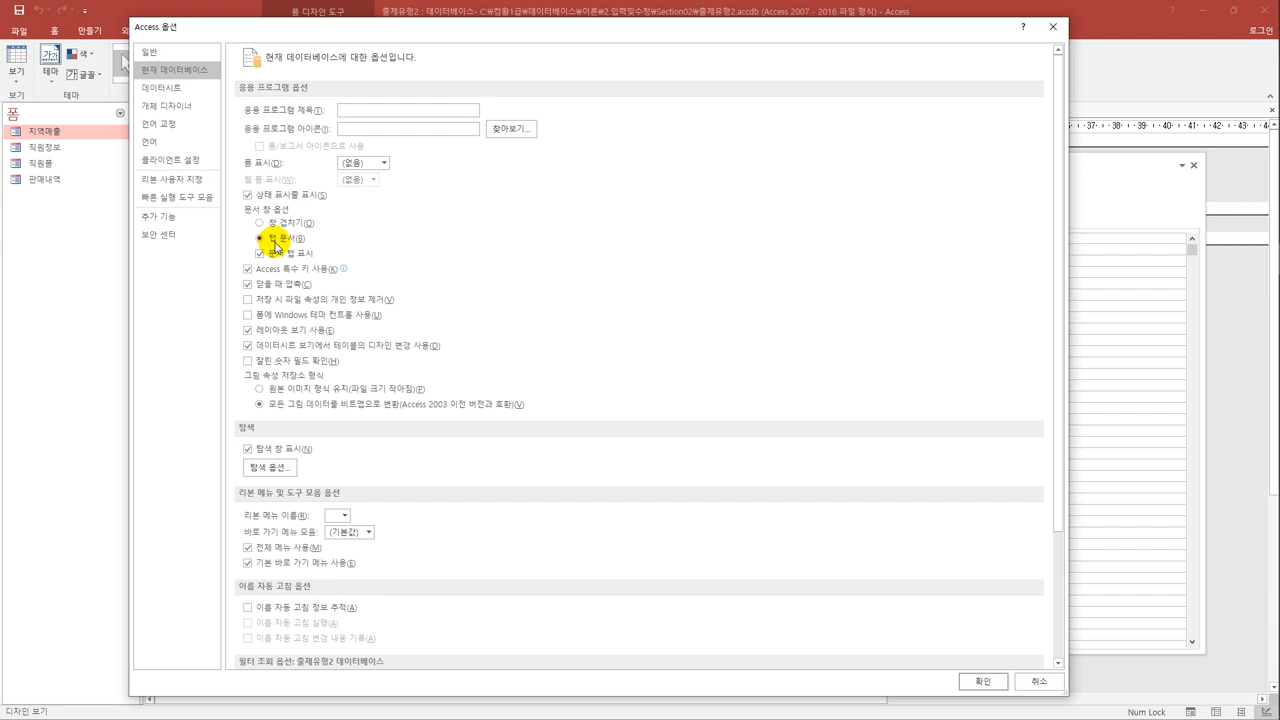 폼 디자인 도구
출제유형2 : 데이터베이스- C:₩컴활1급₩데이터베이스₩이론₩2.입력및수정₩Section02₩출제유형2.accdb (Access 2007 - 2016 파일 형식) - Access
Access 옵션
파일 홈 만들기
로그인
일반
현재 데이터베이스
데이터시트
개체 디자이너
언어 교정
언어
클라이언트 설정
리본 사용자 지정
빠른 실행 도구 모음
추가 기능
보안 센터
보기
테마
색
가 글꼴
보기
테마
폼
지역매출
직원정보
직원폼
판매내역
현재 데이터베이스에 대한 옵션입니다.
응용 프로그램 옵션
응용 프로그램 제목(T):
응용 프로그램 아이콘(I):
찾아보기...
폼/보고서 아이콘으로 사용
폼 표시(D): (없음)
웹 폼 표시(W): (없음)
상태 표시줄 표시(S)
문서 창 옵션
창 겹치기(O)
탭 문서(B)
탭 표시
Access 특수 키 사용(K)
닫을 때 압축(C)
저장 시 파일 속성의 개인 정보 제거(V)
폼에 Windows 테마 컨트롤 사용(U)
레이아웃 보기 사용(E)
데이터시트 보기에서 테이블의 디자인 변경 사용(D)
잘린 숫자 필드 확인(H)
그림 속성 저장소 형식
원본 이미지 형식 유지(파일 크기 작아짐)(P)
모든 그림 데이터를 비트맵으로 변환(Access 2003 이전 버전과 호환)(V)
탐색
탐색 창 표시(N)
탐색 옵션...
리본 메뉴 및 도구 모음 옵션
리본 메뉴 이름(R):
바로 가기 메뉴 모음: (기본값)
전체 메뉴 사용(M)
기본 바로 가기 메뉴 사용(E)
이름 자동 고침 옵션
이름 자동 고침 정보 추적(A)
이름 자동 고침 실행(A)
이름 자동 고침 변경 내용 기록(A)
필터 조회 옵션: 출제유형2 데이터베이스
확인
취소
37 38 39 40 41 42 43 44 45
디자인 보기
Num Lock